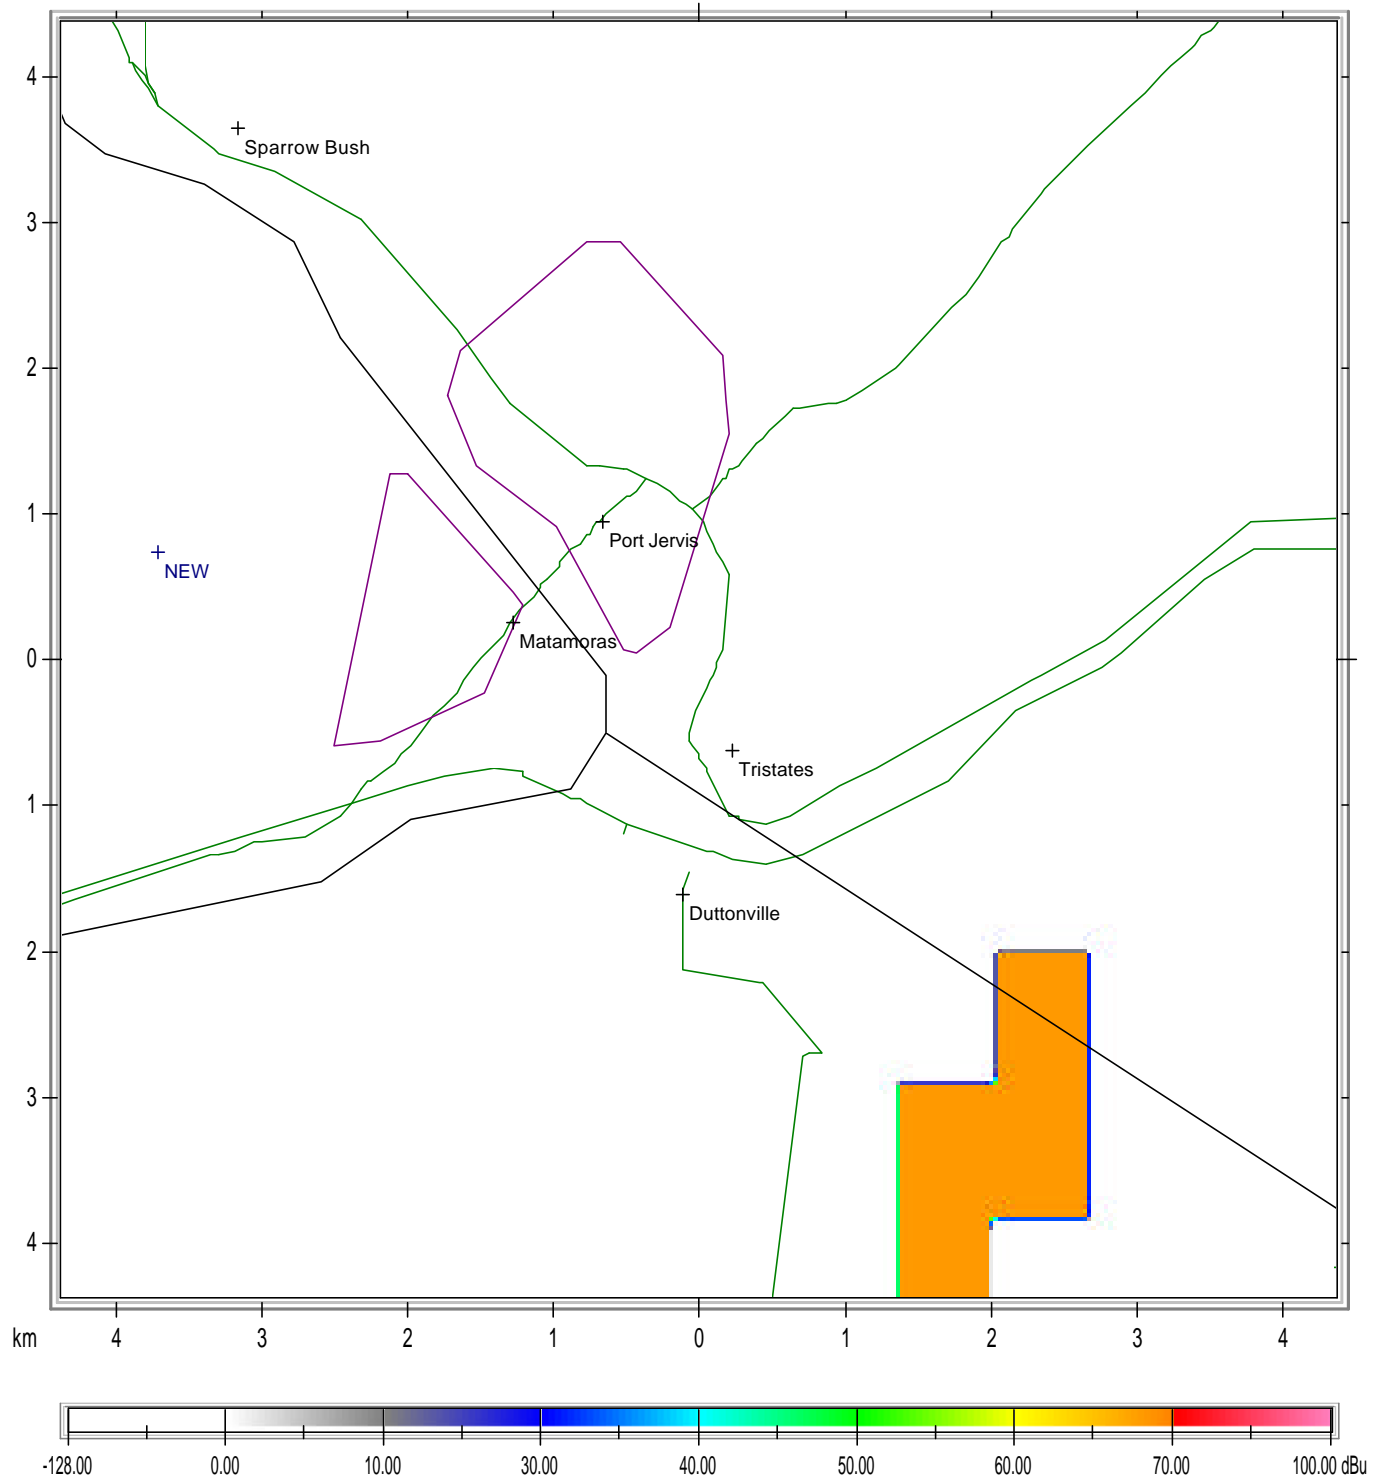 4
Sparrow Bush
3
2
1
Port Jervis
NEW
Matamoras
0
Tristates
1
Duttonville
2
3
4
km 4 3 2 1 0 1 2 3 4
-128.00 0.00 10.00 30.00 40.00 50.00 60.00 70.00 100.00 dBu